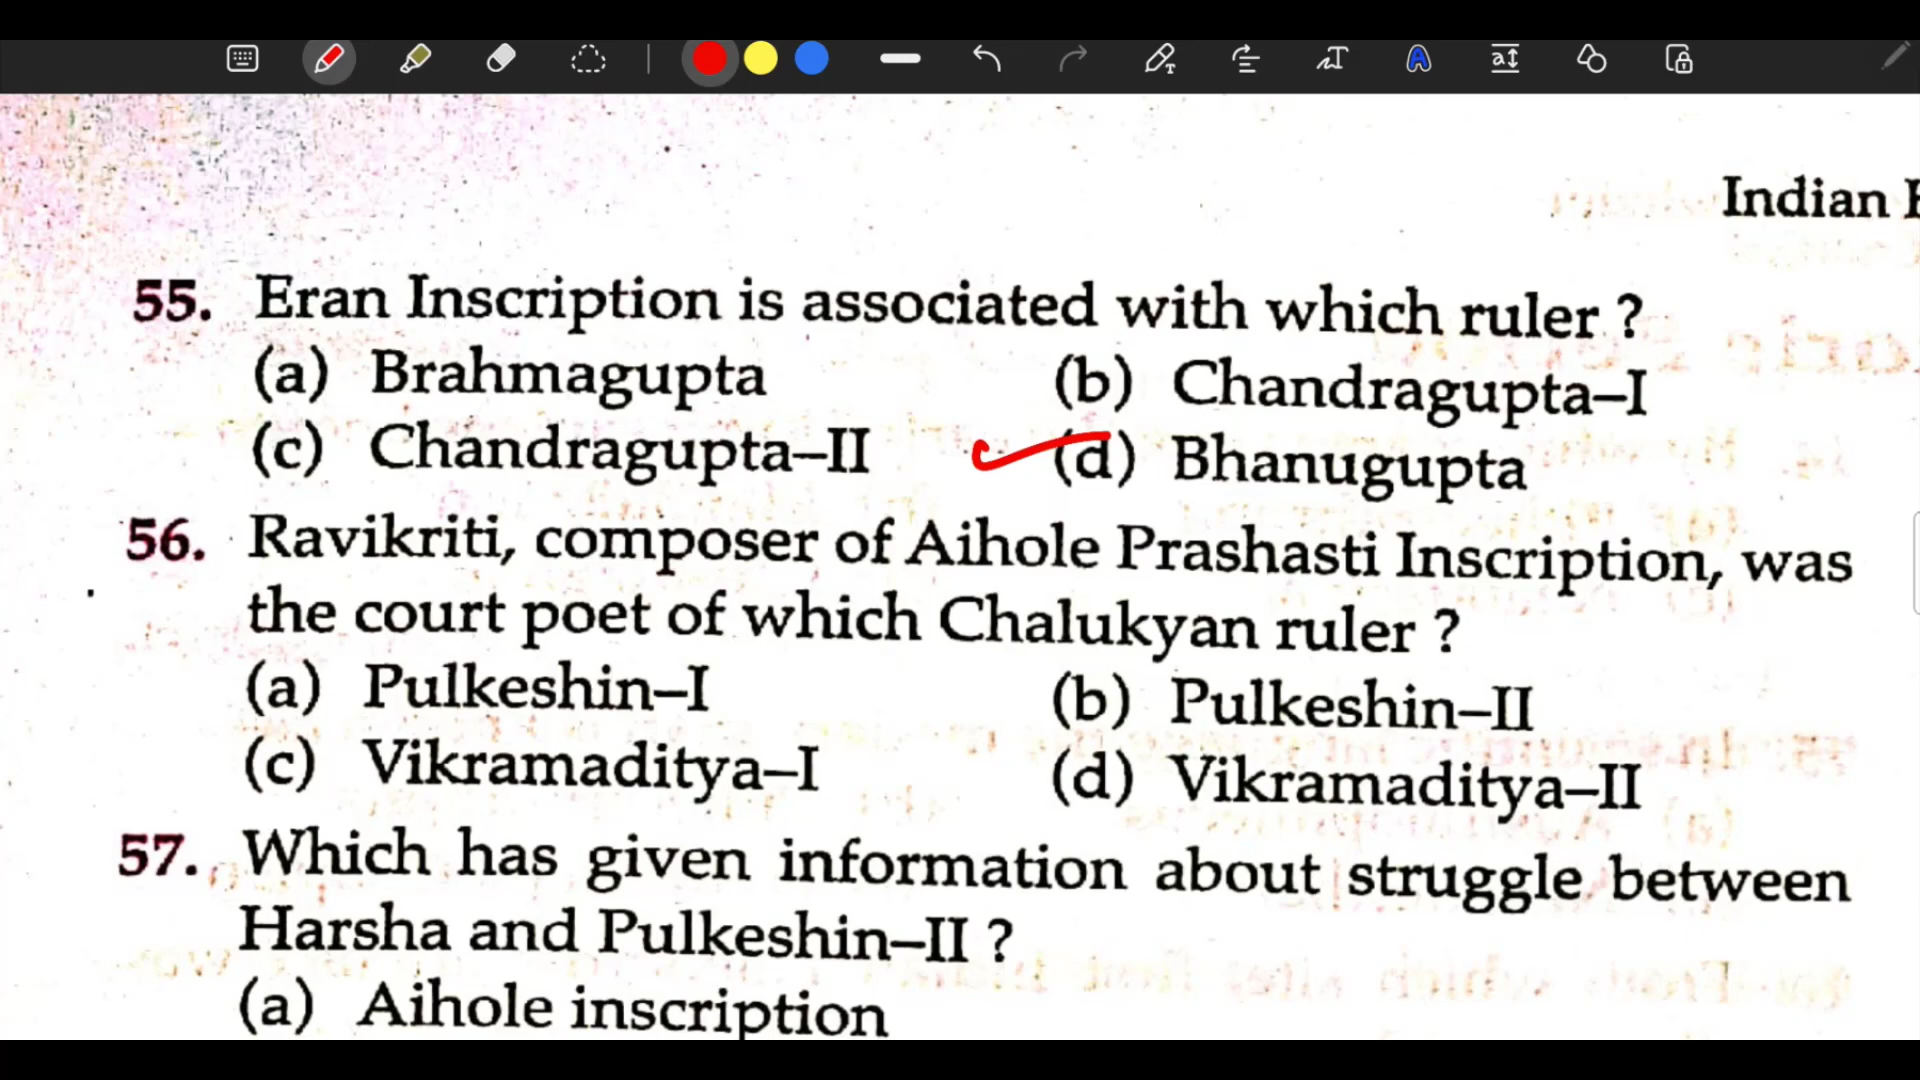 Indian
55. Eran Inscription is associated with which ruler ?
(a) Brahmagupta (b) Chandragupta–I
(c) Chandragupta–II (d) Bhanugupta
56. Ravikriti, composer of Aihole Prashasti Inscription, was
the court poet of which Chalukyan ruler ?
(a) Pulkeshin–I (b) Pulkeshin–II
(c) Vikramaditya–I (d) Vikramaditya–II
57. Which has given information about struggle between
Harsha and Pulkeshin–II ?
(a) Aihole inscription